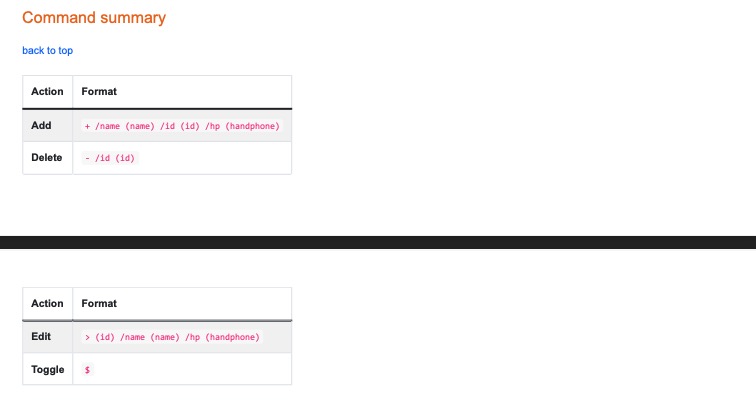 Command summary
back to top
Action Format
Add + /name (name) /id (id) /hp (handphone)
Delete - /id (id)
Action Format
Edit > (id) /name (name) /hp (handphone)
Toggle $